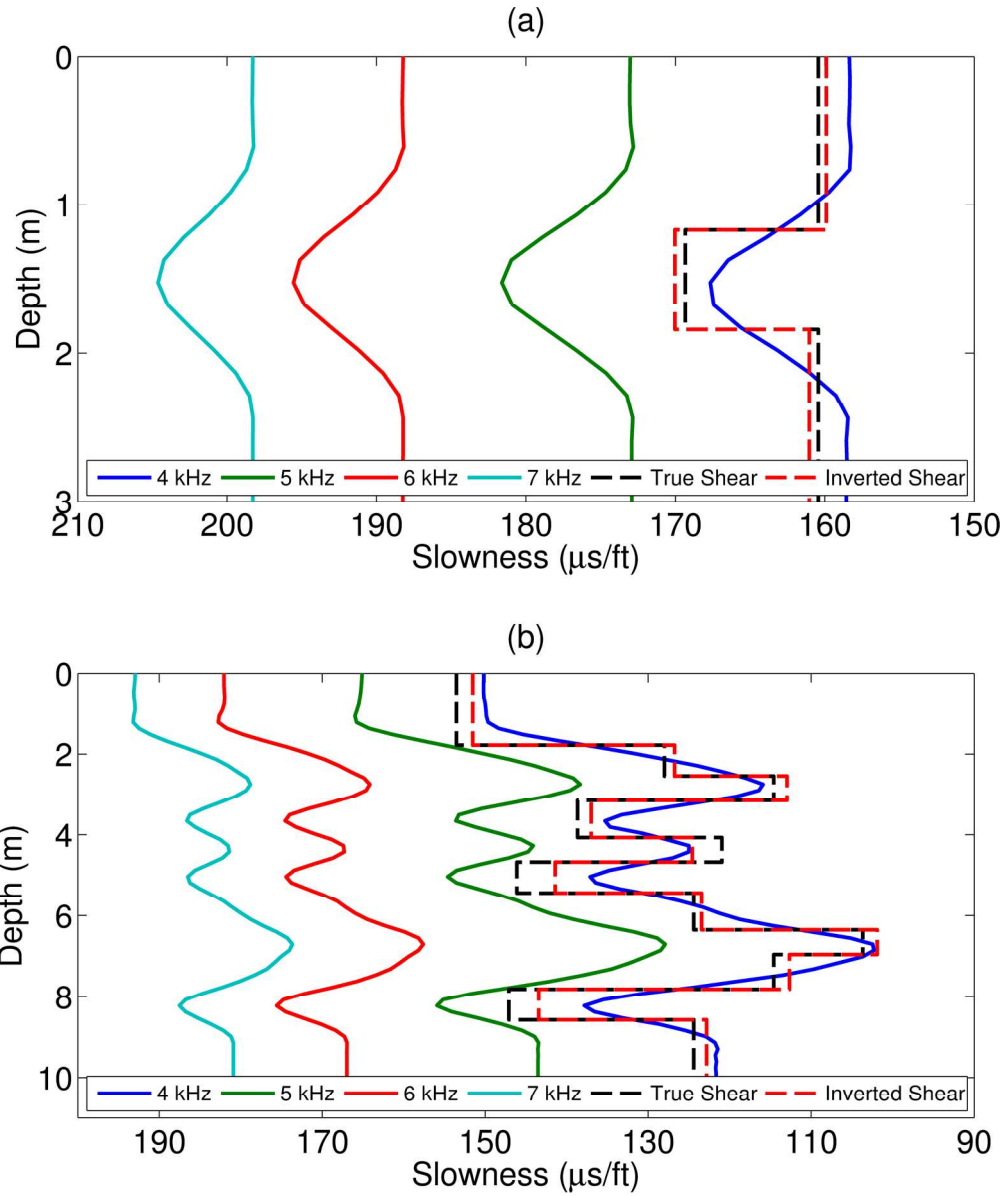 (a)
0
1
2
3
Depth (m)
4 kHz 5 kHz 6 kHz 7 kHz True Shear Inverted Shear
210 200 190 180 170 160 150
Slowness (μs/ft)
(b)
0
2
4
6
8
10
Depth (m)
4 kHz 5 kHz 6 kHz 7 kHz True Shear Inverted Shear
190 170 150 130 110 90
Slowness (μs/ft)